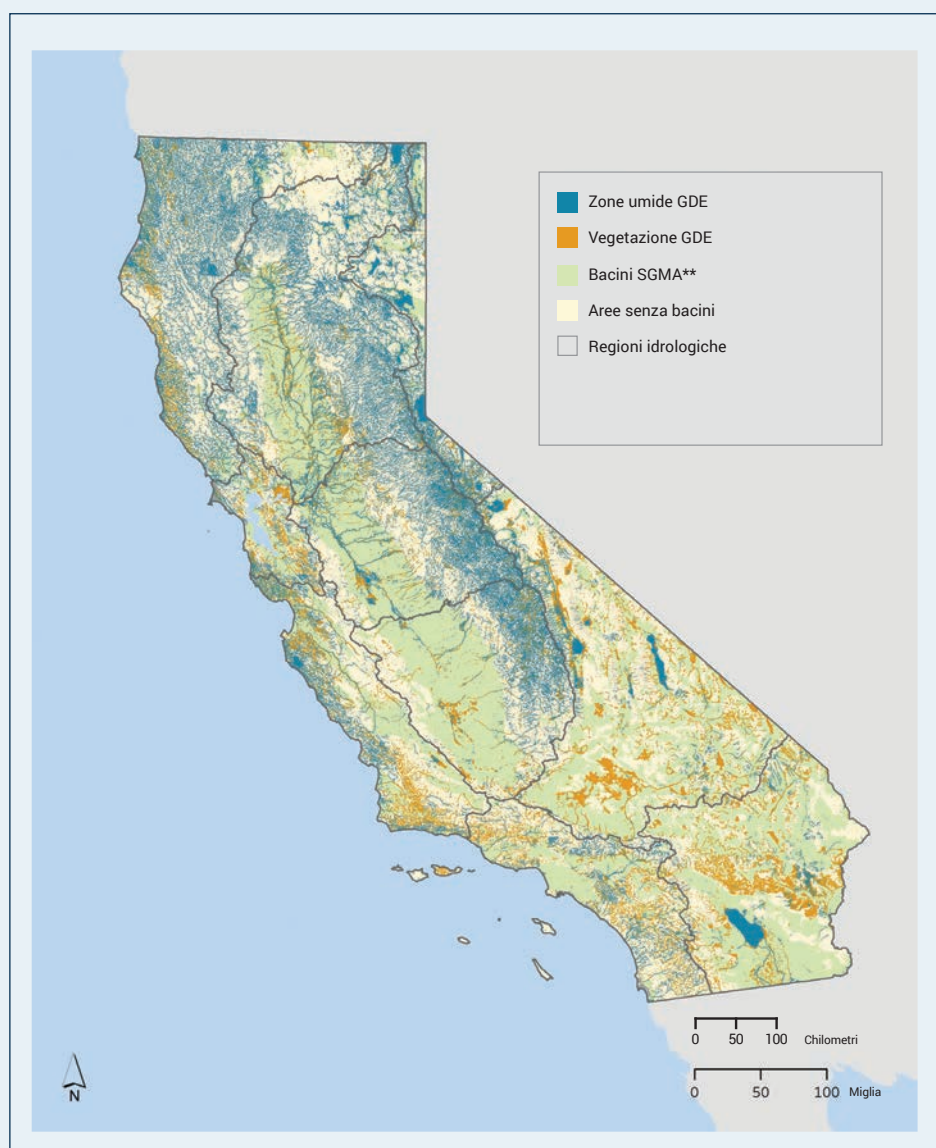 Zone umide GDE
Vegetazione GDE
Bacini SGMA**
Aree senza bacini
Regioni idrologiche
0 50 100 Chilometri
0 50 100 Miglia
N